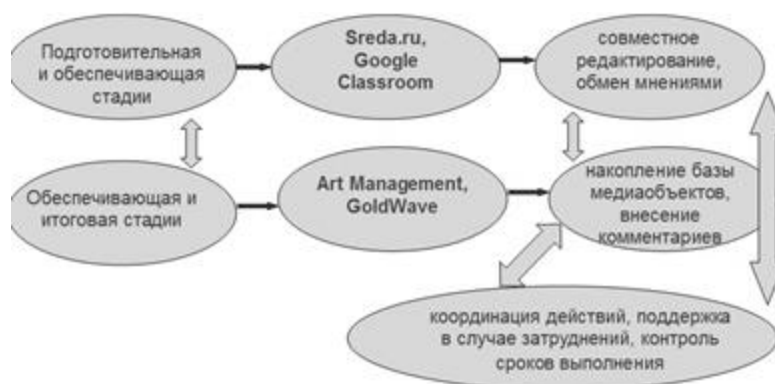 Подготовительная
и обеспечивающая
стадии
Sreda.ru,
Google
Classroom
совместное
редактирование,
обмен мнениями
Обеспечивающая и
итоговая стадии
Art Management,
GoldWave
накопление базы
медиаобъектов,
внесение
комментариев
координация действий, поддержка
в случае затруднений, контроль
сроков выполнения